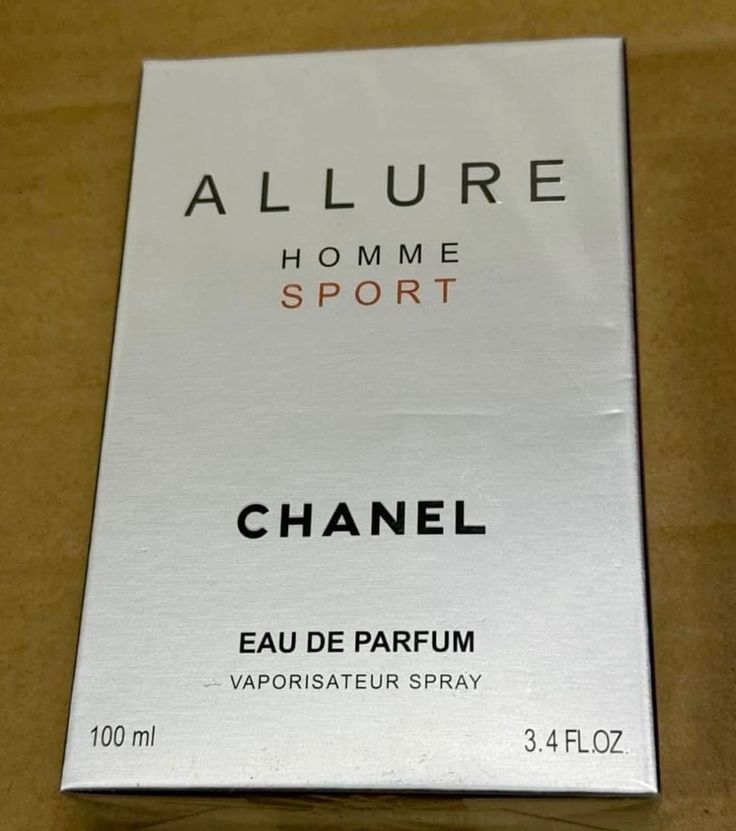 ALLURE
HOMME
SPORT
CHANEL
EAU DE PARFUM
VAPORISATEUR SPRAY
100 ml 3.4 FL.OZ.